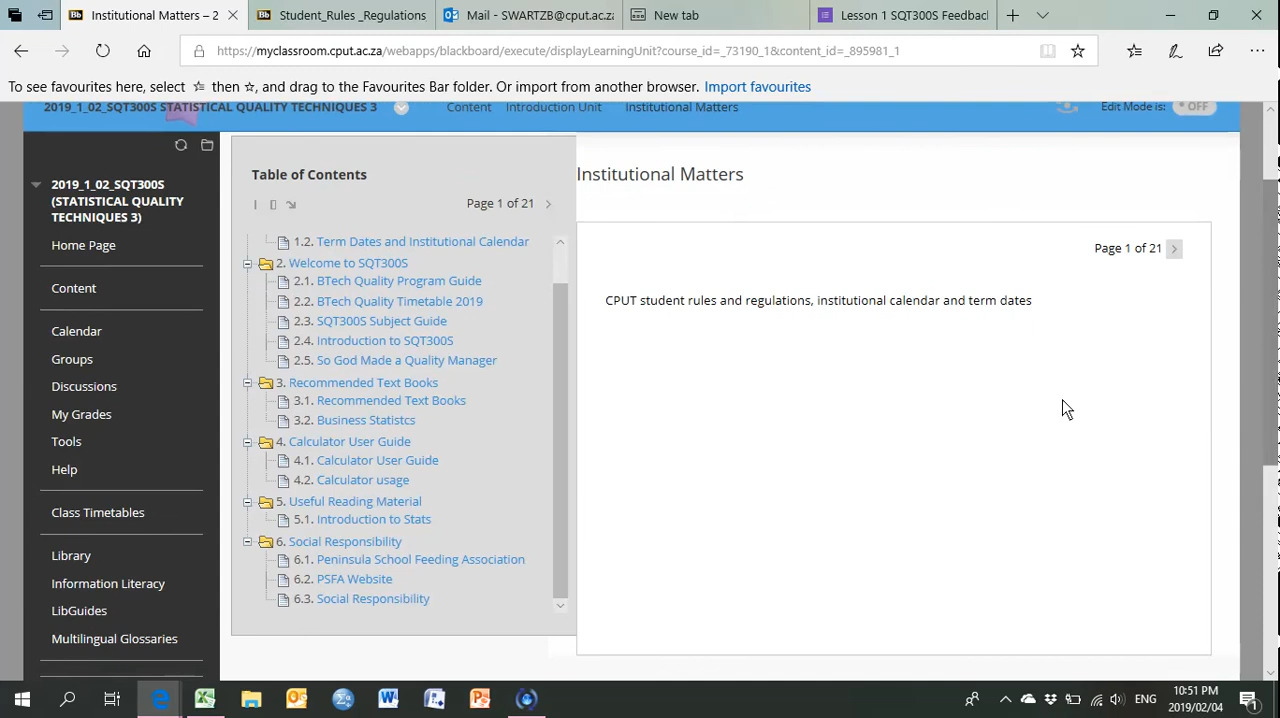 Institutional Matters – 2
Student_Rules _Regulations
Mail - SWARTZB@cput.ac.za
New tab
Lesson 1 SQT300S Feedback
https://myclassroom.cput.ac.za/webapps/blackboard/execute/displayLearningUnit?course_id=_73190_1&content_id=_895981_1
To see favourites here, select ☆ then ☆, and drag to the Favourites Bar folder. Or import from another browser. Import favourites
2019_1_02_SQT300S STATISTICAL QUALITY TECHNIQUES 3
Content
Introduction Unit
Institutional Matters
Edit Mode is:
OFF
2019_1_02_SQT300S
(STATISTICAL QUALITY
TECHNIQUES 3)
Home Page
Content
Calendar
Groups
Discussions
My Grades
Tools
Help
Class Timetables
Library
Information Literacy
LibGuides
Multilingual Glossaries
Table of Contents
Page 1 of 21
1.2. Term Dates and Institutional Calendar
2. Welcome to SQT300S
2.1. BTech Quality Program Guide
2.2. BTech Quality Timetable 2019
2.3. SQT300S Subject Guide
2.4. Introduction to SQT300S
2.5. So God Made a Quality Manager
3. Recommended Text Books
3.1. Recommended Text Books
3.2. Business Statistcs
4. Calculator User Guide
4.1. Calculator User Guide
4.2. Calculator usage
5. Useful Reading Material
5.1. Introduction to Stats
6. Social Responsibility
6.1. Peninsula School Feeding Association
6.2. PSFA Website
6.3. Social Responsibility
Institutional Matters
Page 1 of 21
CPUT student rules and regulations, institutional calendar and term dates
ENG
10:51 PM
2019/02/04